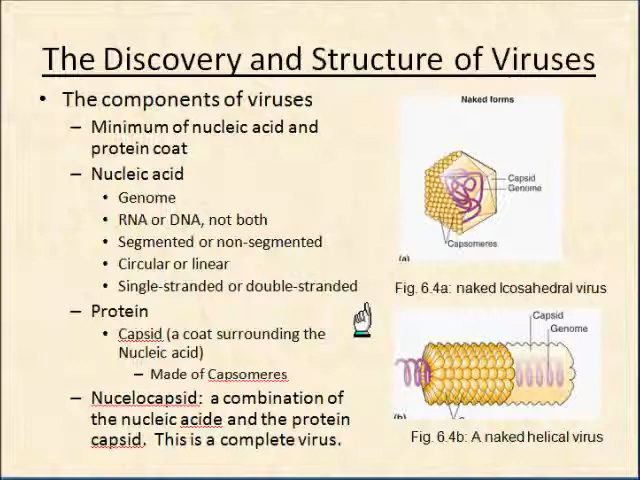 The Discovery and Structure of Viruses
• The components of viruses
– Minimum of nucleic acid and
protein coat
– Nucleic acid
• Genome
• RNA or DNA, not both
• Segmented or non-segmented
• Circular or linear
• Single-stranded or double-stranded
– Protein
• Capsid (a coat surrounding the
Nucleic acid)
– Made of Capsomeres
– Nucelocapsid: a combination of
the nucleic acide and the protein
capsid. This is a complete virus.
Naked forms
Capsid
Genome
Capsomeres
(a)
Fig. 6.4a: naked Icosahedral virus
Capsid
Genome
(b)
Fig. 6.4b: A naked helical virus